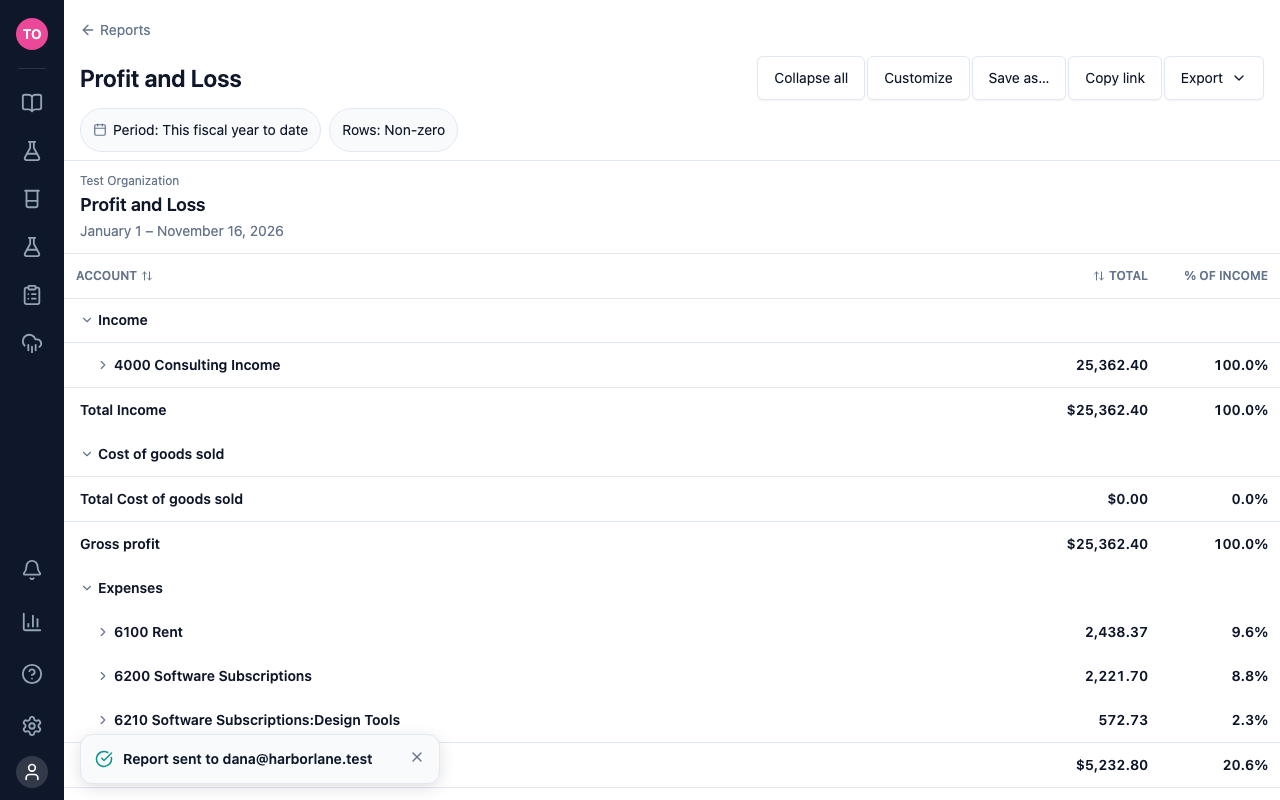 TO
Reports
Profit and Loss
Collapse all
Customize
Save as...
Copy link
Export
Period: This fiscal year to date
Rows: Non-zero
Test Organization
Profit and Loss
January 1 – November 16, 2026
ACCOUNT TOTAL % OF INCOME
Income
4000 Consulting Income 25,362.40 100.0%
Total Income $25,362.40 100.0%
Cost of goods sold
Total Cost of goods sold $0.00 0.0%
Gross profit $25,362.40 100.0%
Expenses
6100 Rent 2,438.37 9.6%
6200 Software Subscriptions 2,221.70 8.8%
6210 Software Subscriptions:Design Tools 572.73 2.3%
$5,232.80 20.6%
Report sent to dana@harborlane.test